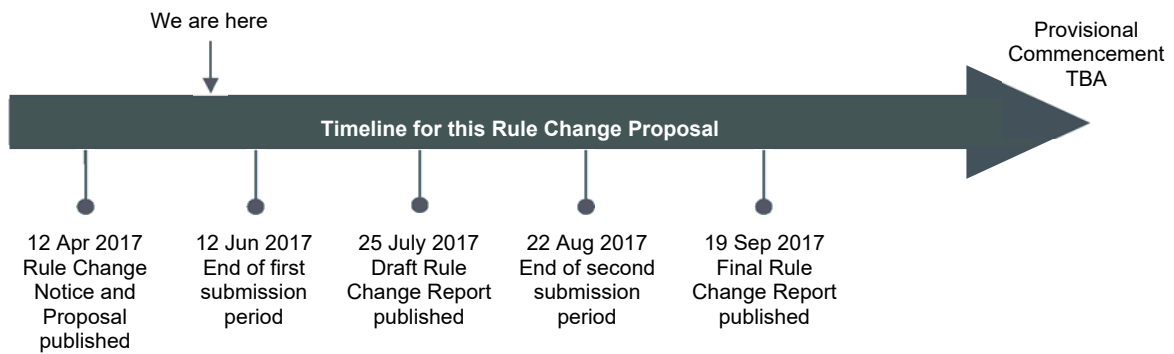 We are here
Provisional
Commencement
TBA
Timeline for this Rule Change Proposal
12 Apr 2017
Rule Change
Notice and
Proposal
published
12 Jun 2017
End of first
submission
period
25 July 2017
Draft Rule
Change Report
published
22 Aug 2017
End of second
submission
period
19 Sep 2017
Final Rule
Change Report
published